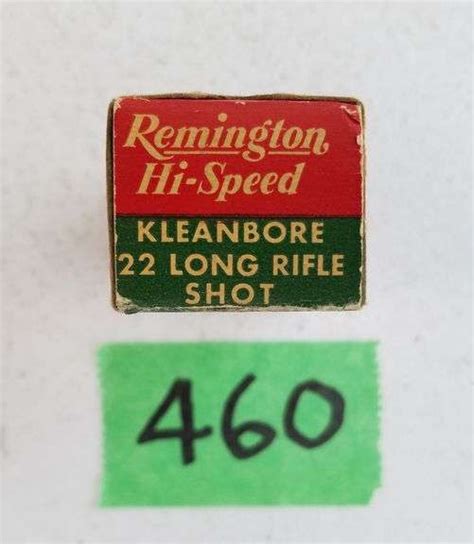 Remington
Hi-Speed
KLEANBORE
22 LONG RIFLE
SHOT
460